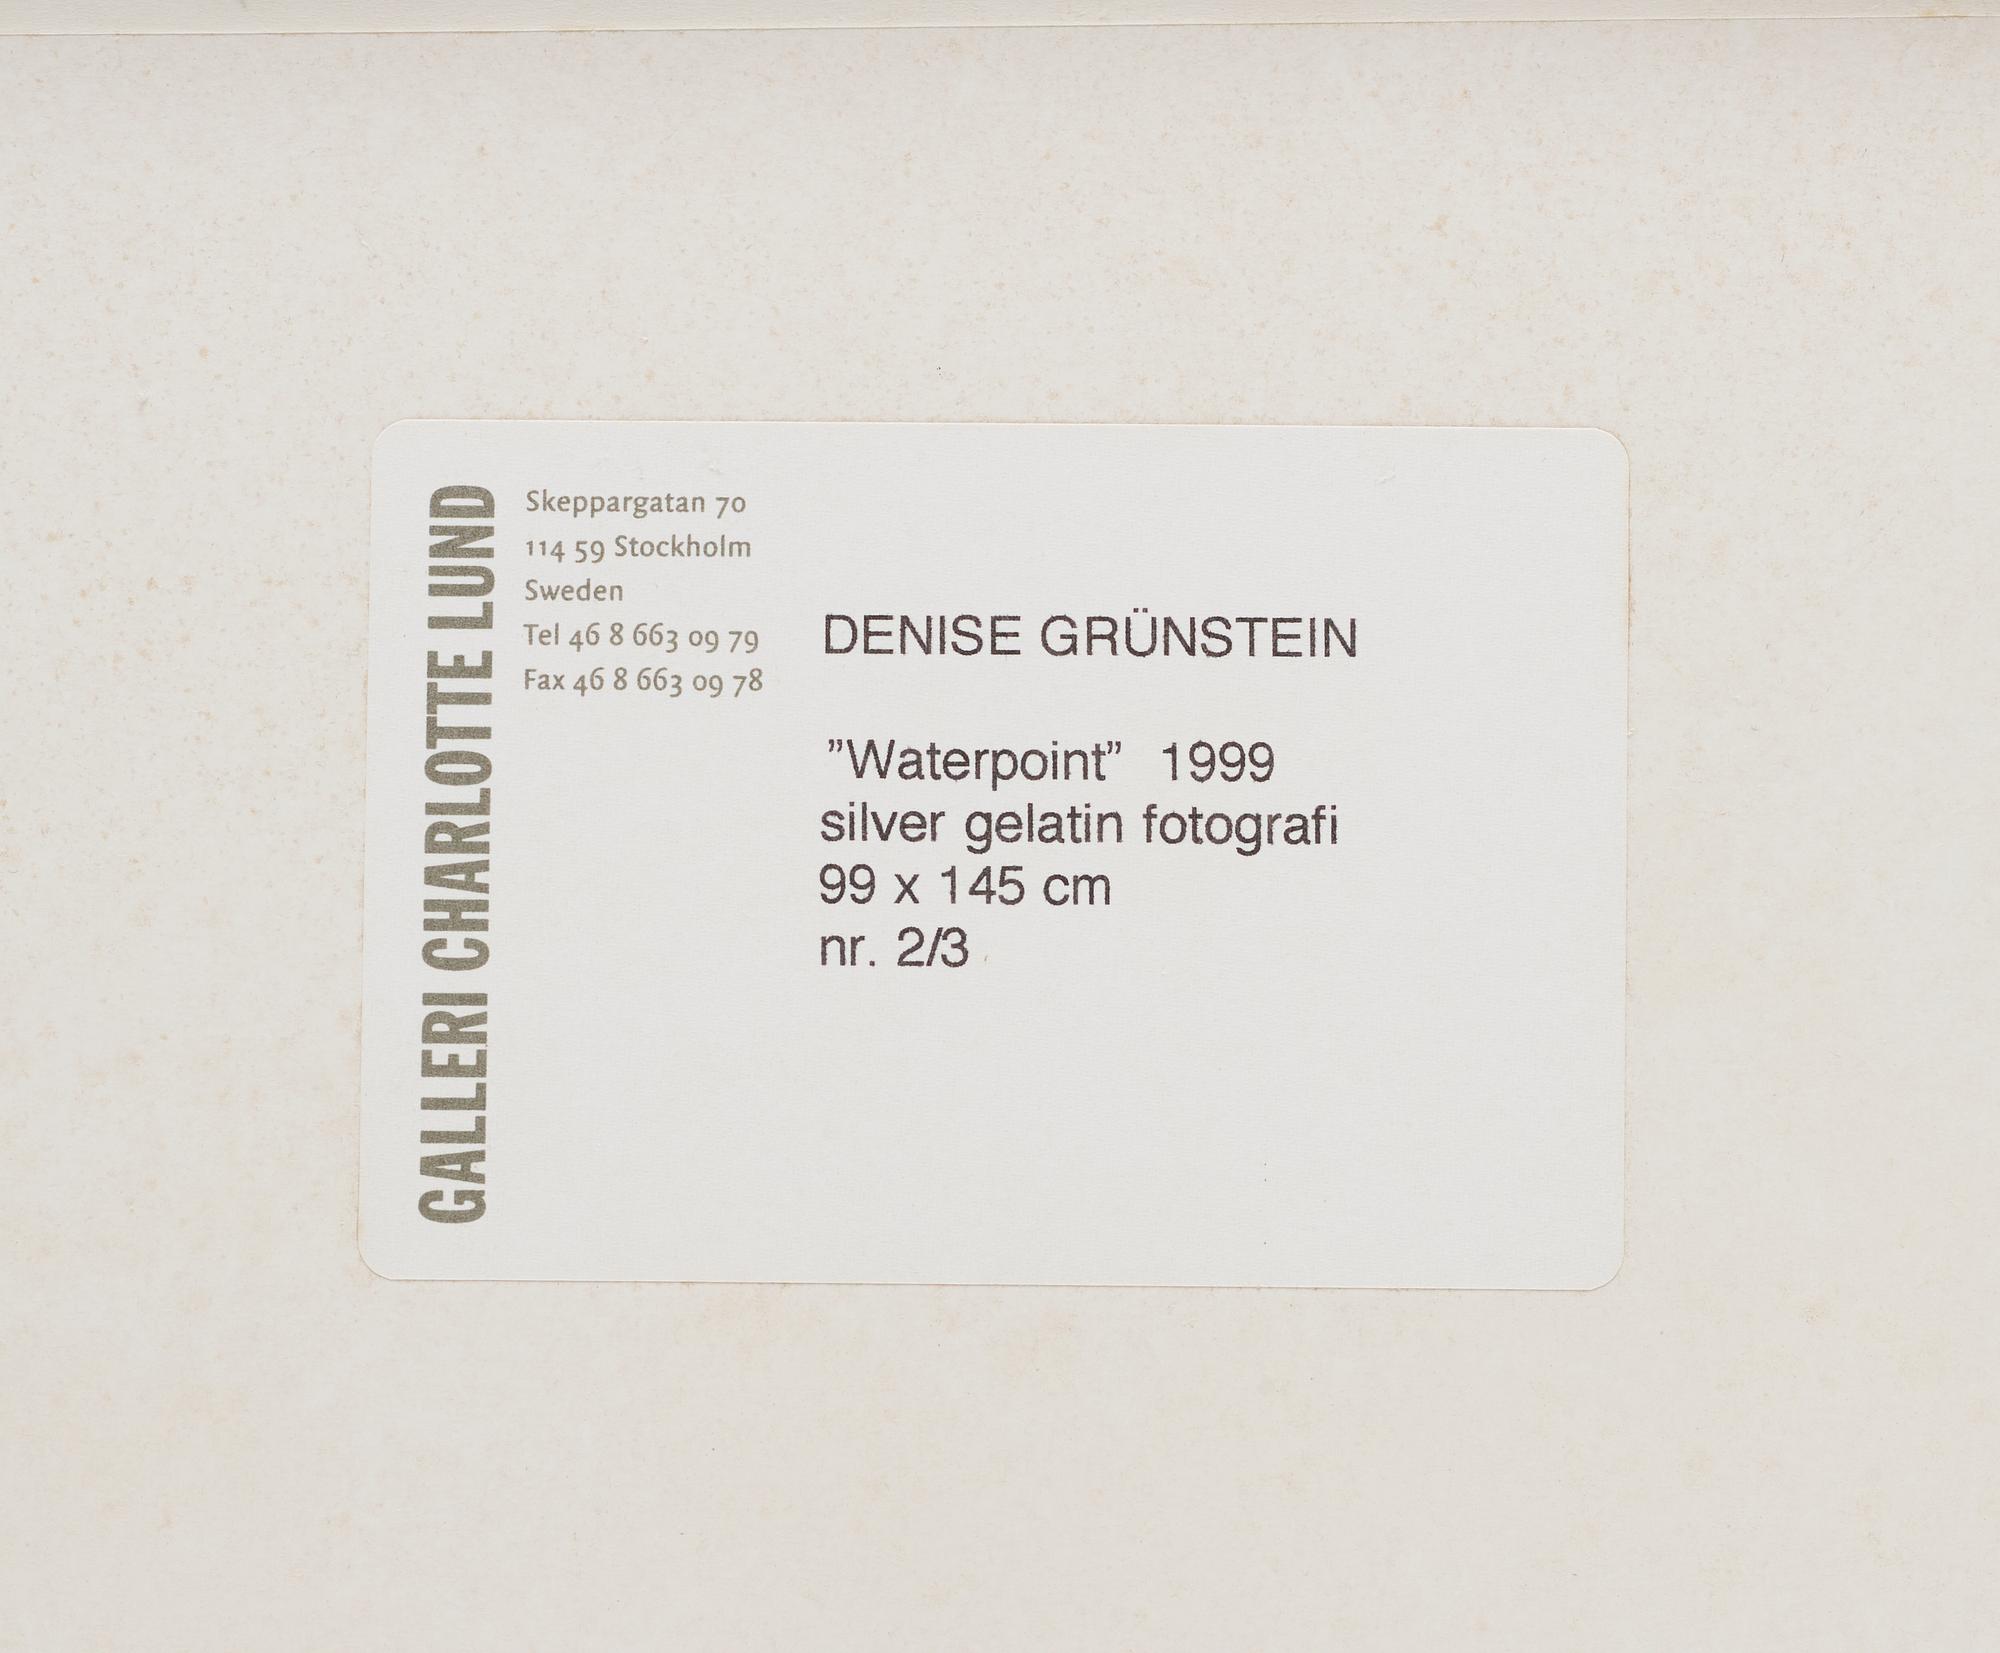 GALLERI CHARLOTTE LUND
Skeppargatan 70
114 59 Stockholm
Sweden
Tel 46 8 663 09 79
Fax 46 8 663 09 78
DENISE GRÜNSTEIN
”Waterpoint” 1999
silver gelatin fotografi
99 x 145 cm
nr. 2/3